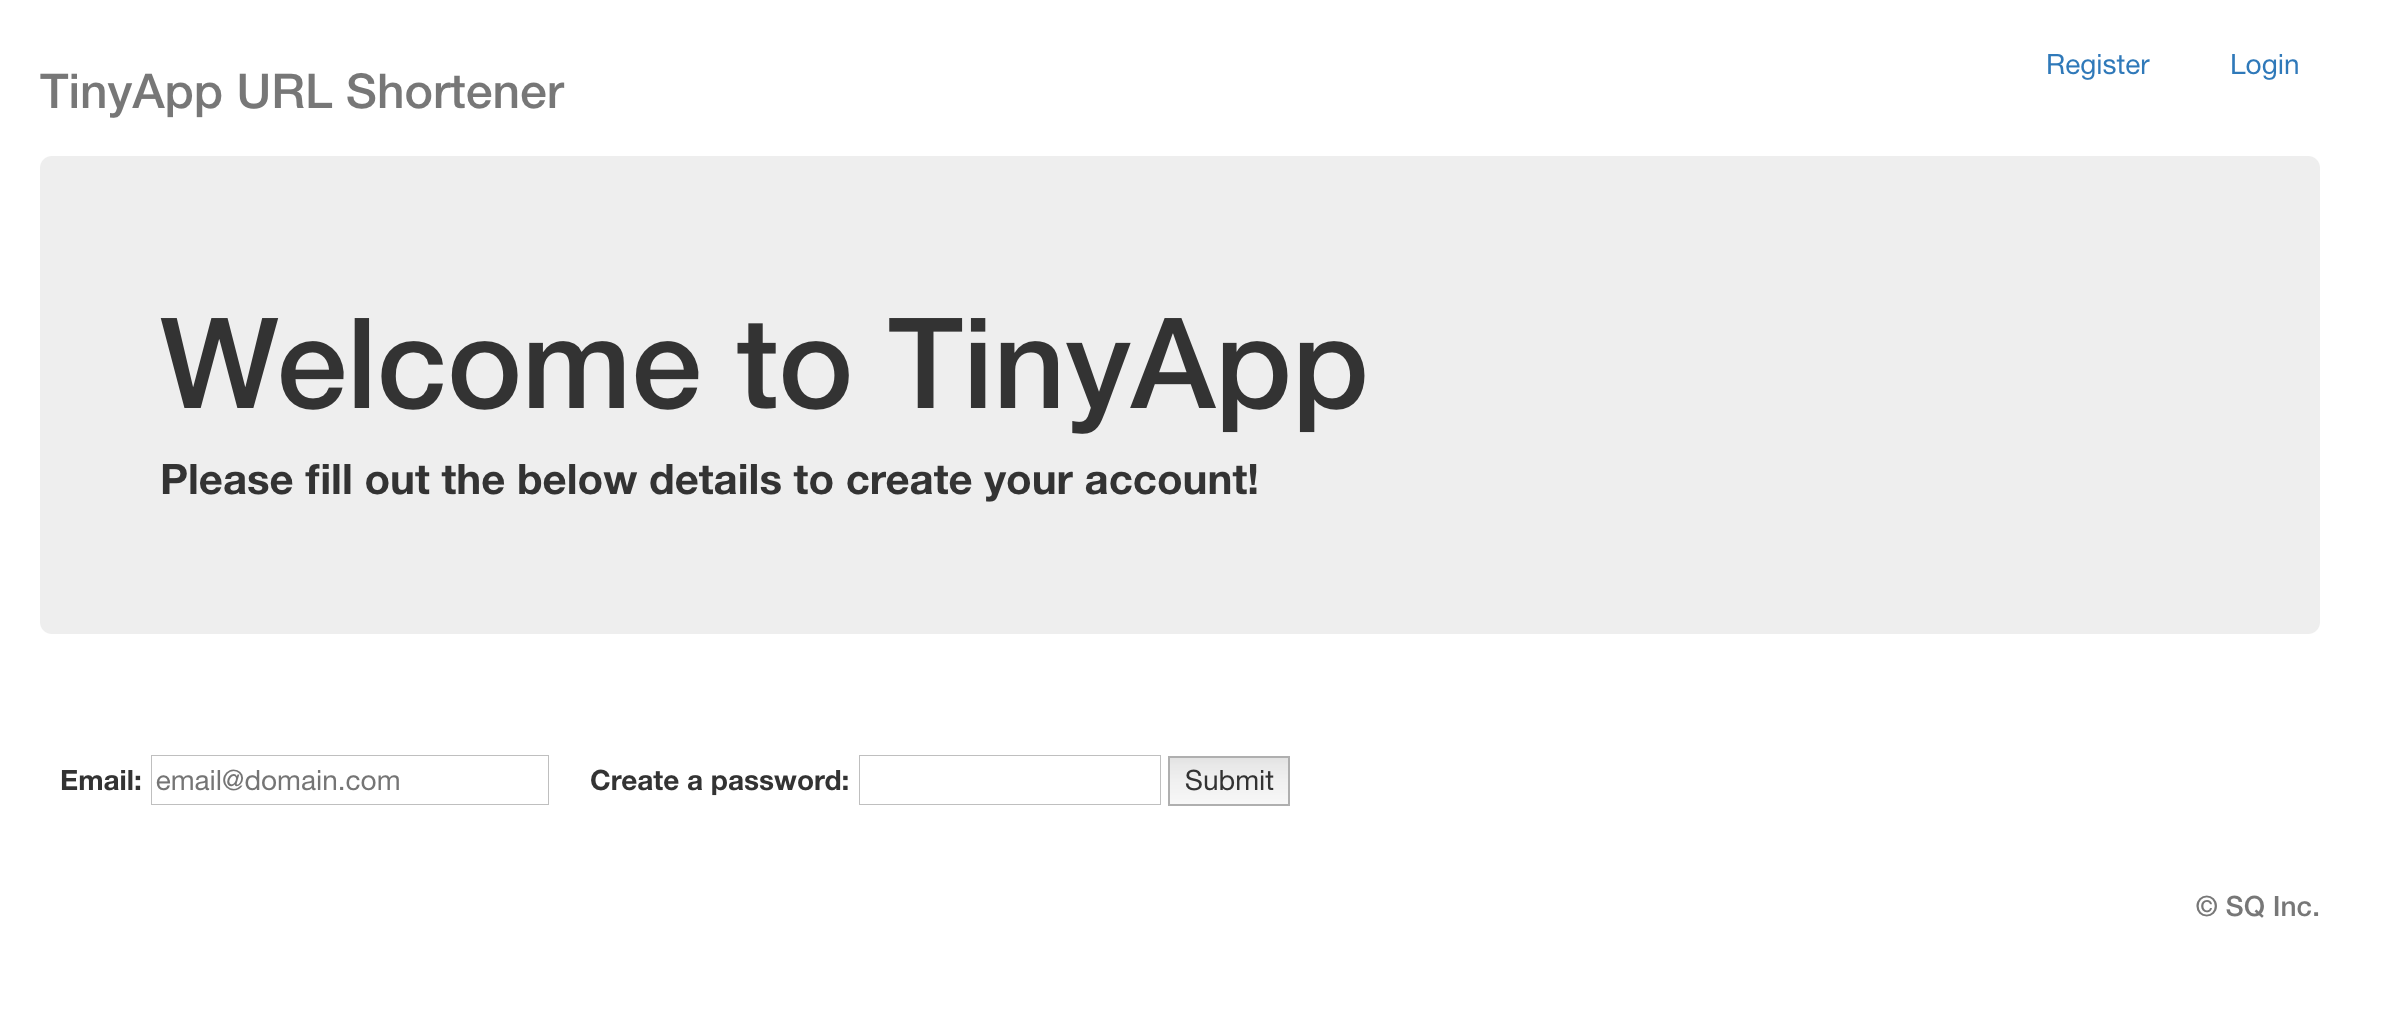 TinyApp URL Shortener
Register Login
Welcome to TinyApp
Please fill out the below details to create your account!
Email: email@domain.com Create a password: Submit
© SQ Inc.